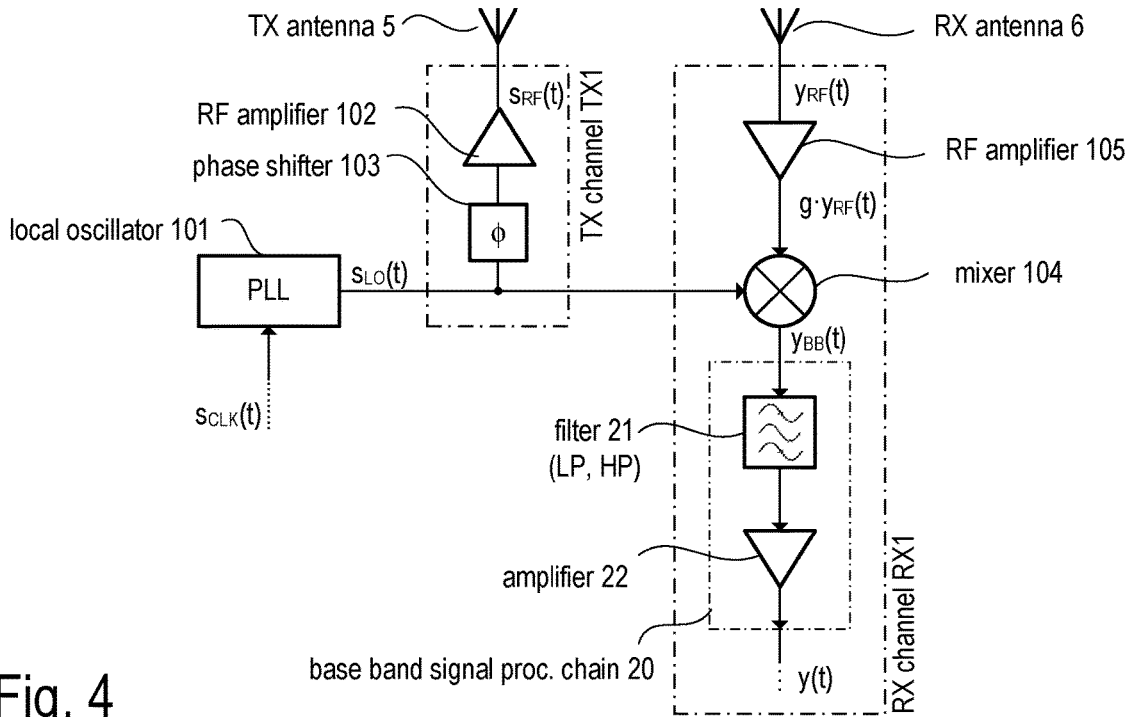 TX antenna 5
RX antenna 6
sRF(t)
TX channel TX1
yRF(t)
RF amplifier 102
RF amplifier 105
phase shifter 103
g·yRF(t)
local oscillator 101
ϕ
PLL
sLO(t)
mixer 104
yBB(t)
sCLK(t)
filter 21
(LP, HP)
amplifier 22
RX channel RX1
base band signal proc. chain 20
y(t)
Fig. 4